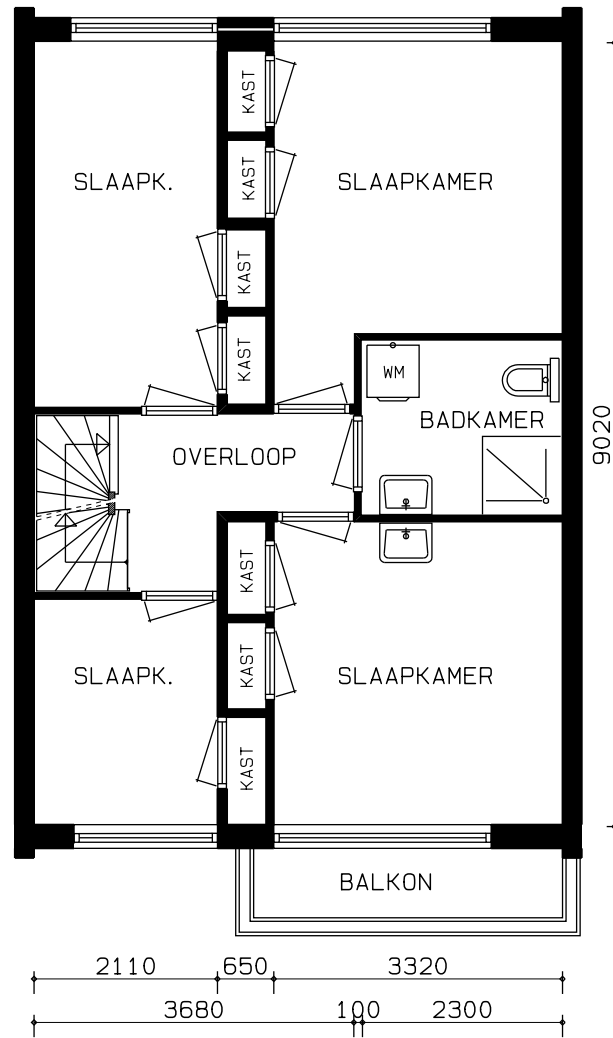 KAST
SLAAPK.
KAST
SLAAPKAMER
KAST
KAST
WM
BADKAMER
9020
OVERLOOP
KAST
SLAAPK.
KAST
SLAAPKAMER
KAST
BALKON
2110 650 3320
3680 100 2300